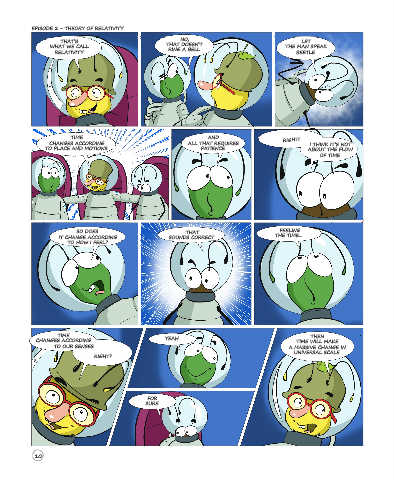 EPISODE 2 - THEORY OF RELATIVITY
THAT'S
WHAT WE CALL
RELATIVITY
NO,
THAT DOESN'T
RING A BELL
LET
THE MAN SPEAK
BEETLE
TIME
CHANGES ACCORDING
TO PLACE AND MOTIONS
AND
ALL THAT REQUIRES
PATIENCE
RIGHT!
I THINK IT'S NOT
ABOUT THE FLOW
OF TIME
SO DOES
IT CHANGE ACCORDING
TO HOW I FEEL?
THAT
SOUNDS CORRECT
FEELING
THE TIME..
TIME
CHANGES ACCORDING
TO OUR SENSES
RIGHT?
YEAH
FOR
SURE
THEN
TIME WILL MAKE
A MASSIVE CHANGE IN
UNIVERSAL SCALE